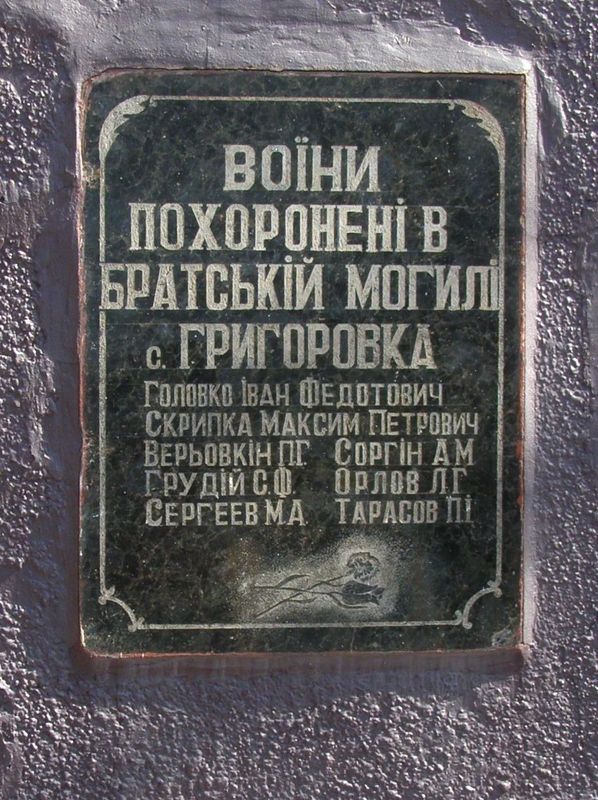 ВОЇНИ
ПОХОРОНЕНІ В
БРАТСЬКІЙ МОГИЛІ
с. ГРИГОРОВКА
ГОЛОВКО ІВАН ФЕДОТОВИЧ
СКРИПКА МАКСИМ ПЕТРОВИЧ
ВЕРЬОВКІН П.Г. СОРГІН А.М
ГРУДІЙ С.Ф. ОРЛОВ Л.Г.
СЕРГЕЕВ М.А. ТАРАСОВ П.І